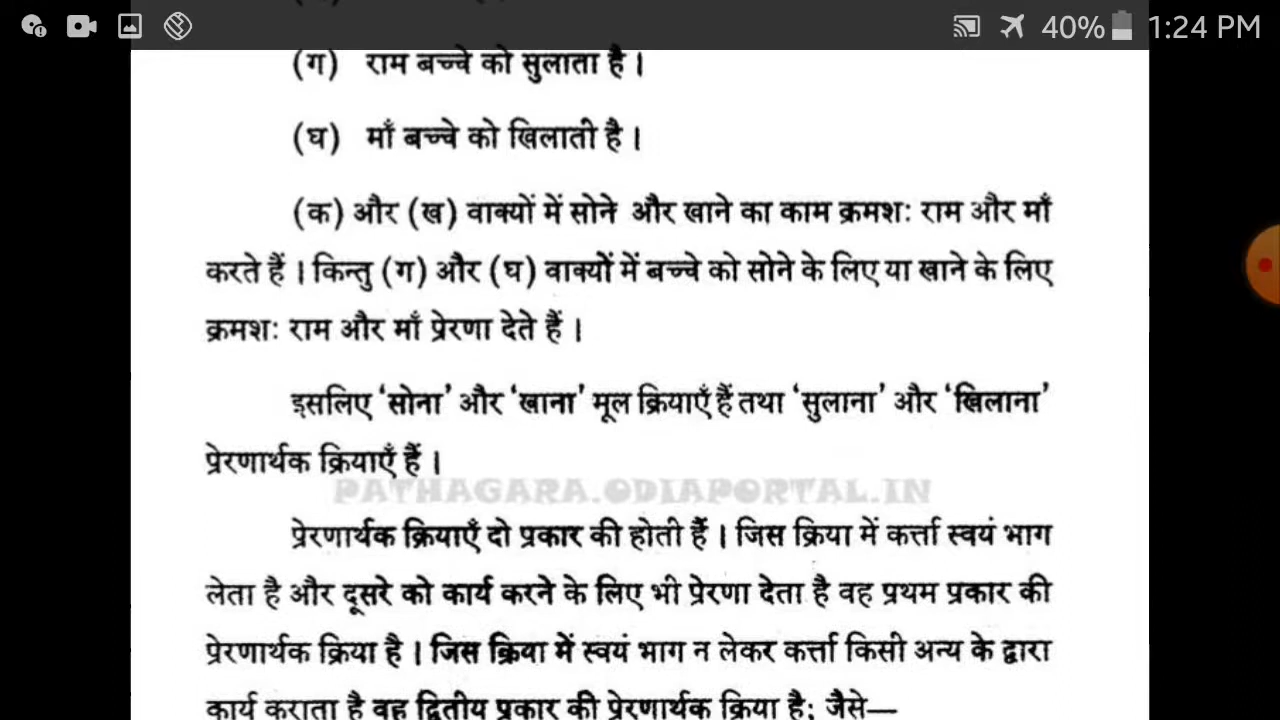 40% 1:24 PM
(ग) राम बच्चे को सुलाता है ।
(घ) माँ बच्चे को खिलाती है ।
(क) और (ख) वाक्यों में सोने और खाने का काम क्रमशः राम और माँ
करते हैं । किन्तु (ग) और (घ) वाक्यों में बच्चे को सोने के लिए या खाने के लिए
क्रमशः राम और माँ प्रेरणा देते हैं ।
इसलिए ‘सोना’ और ‘खाना’ मूल क्रियाएँ हैं तथा ‘सुलाना’ और ‘खिलाना’
प्रेरणार्थक क्रियाएँ हैं ।
PATHAGARA.ODIAPORTAL.IN
प्रेरणार्थक क्रियाएँ दो प्रकार की होती हैं । जिस क्रिया में कर्त्ता स्वयं भाग
लेता है और दूसरे को कार्य करने के लिए भी प्रेरणा देता है वह प्रथम प्रकार की
प्रेरणार्थक क्रिया है । जिस क्रिया में स्वयं भाग न लेकर कर्त्ता किसी अन्य के द्वारा
कार्य कराता है वह द्वितीय प्रकार की प्रेरणार्थक क्रिया है; जैसे—